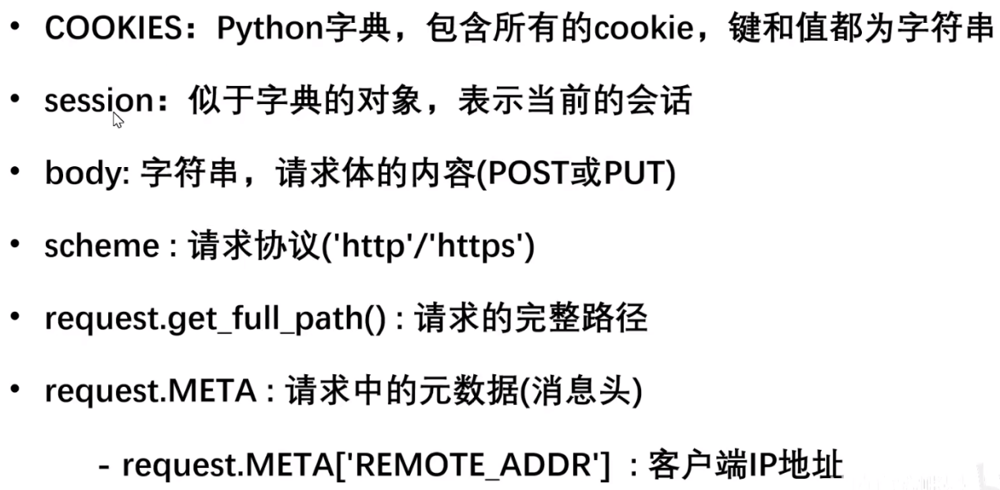 • COOKIES：Python字典，包含所有的cookie，键和值都为字符串
• session：似于字典的对象，表示当前的会话
• body: 字符串，请求体的内容(POST或PUT)
• scheme : 请求协议('http'/'https')
• request.get_full_path() : 请求的完整路径
• request.META : 请求中的元数据(消息头)
- request.META['REMOTE_ADDR'] : 客户端IP地址